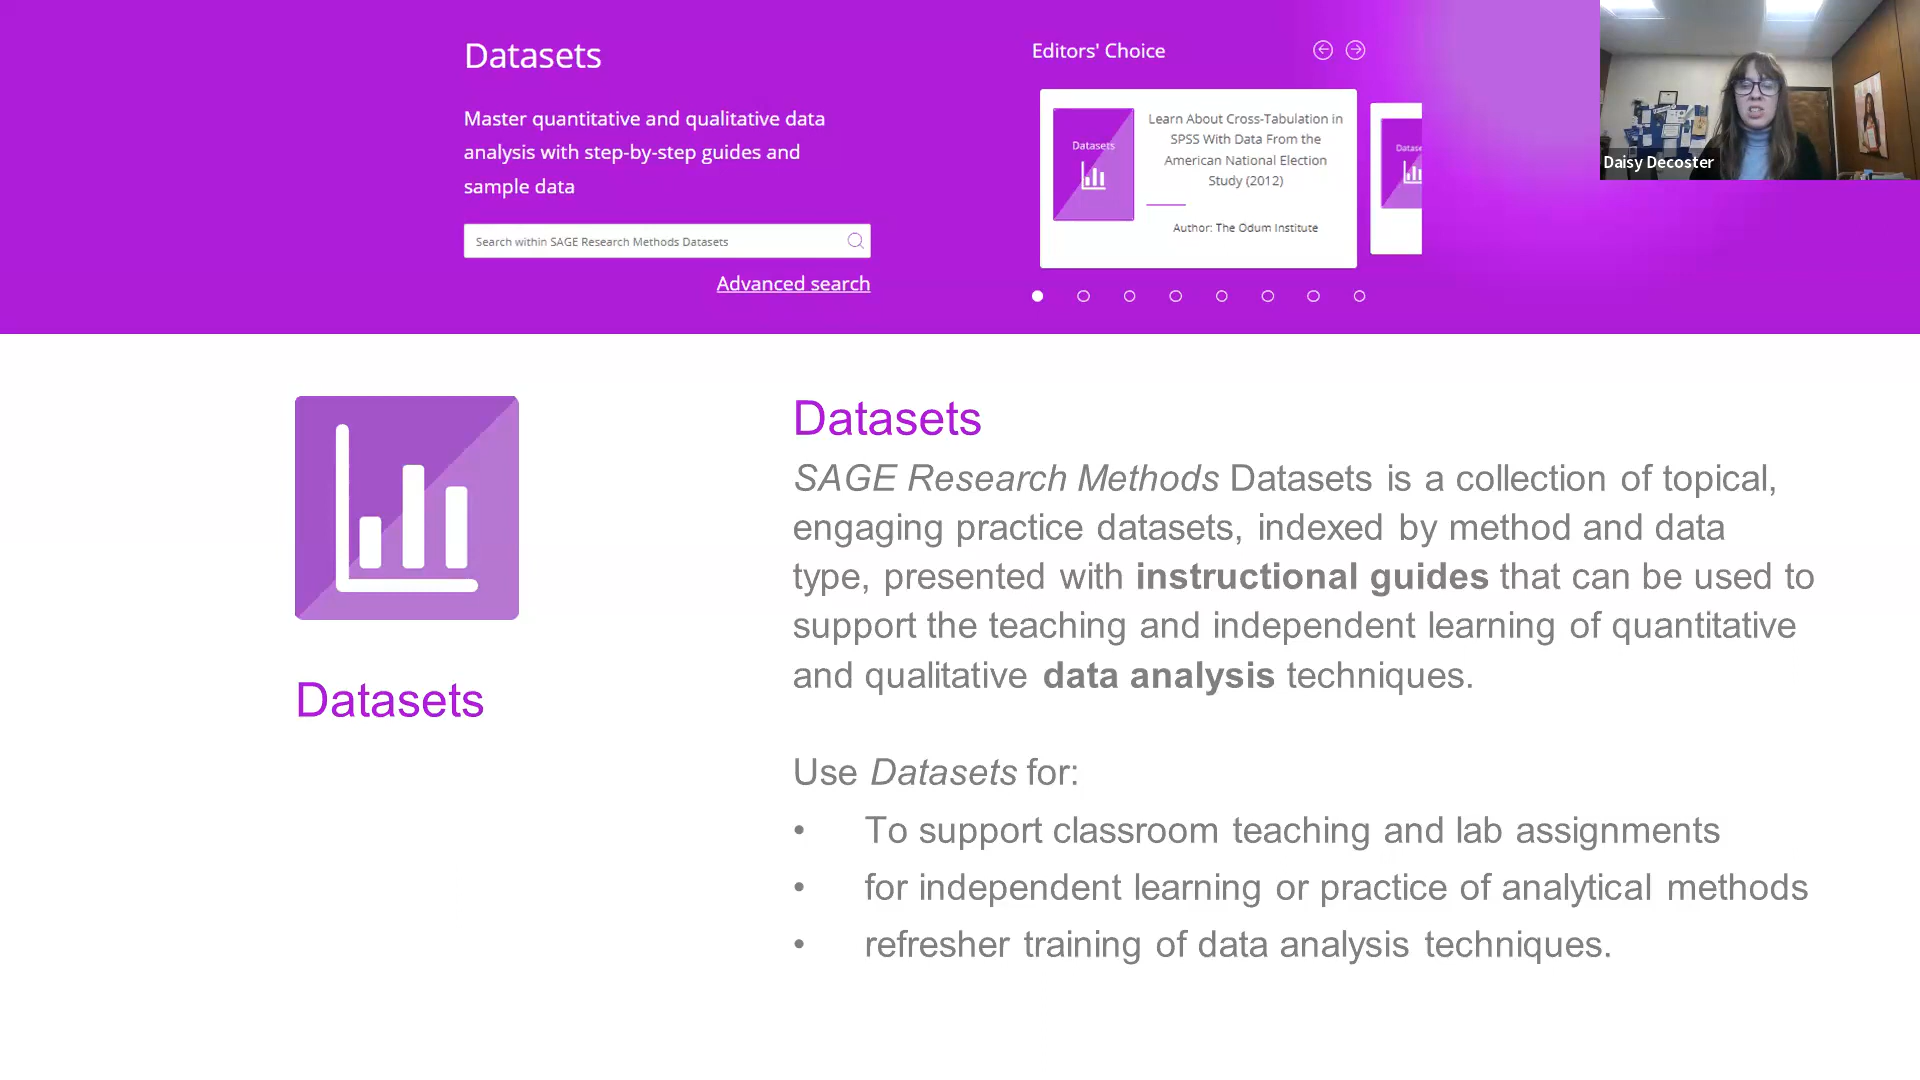 Datasets
Master quantitative and qualitative data
analysis with step-by-step guides and
sample data
Search within SAGE Research Methods Datasets
Advanced search
Editors' Choice
Datasets
Learn About Cross-Tabulation in
SPSS With Data From the
American National Election
Study (2012)
Author: The Odum Institute
Datase
Daisy Decoster
Datasets
Datasets
SAGE Research Methods Datasets is a collection of topical,
engaging practice datasets, indexed by method and data
type, presented with instructional guides that can be used to
support the teaching and independent learning of quantitative
and qualitative data analysis techniques.
Use Datasets for:
• To support classroom teaching and lab assignments
• for independent learning or practice of analytical methods
• refresher training of data analysis techniques.